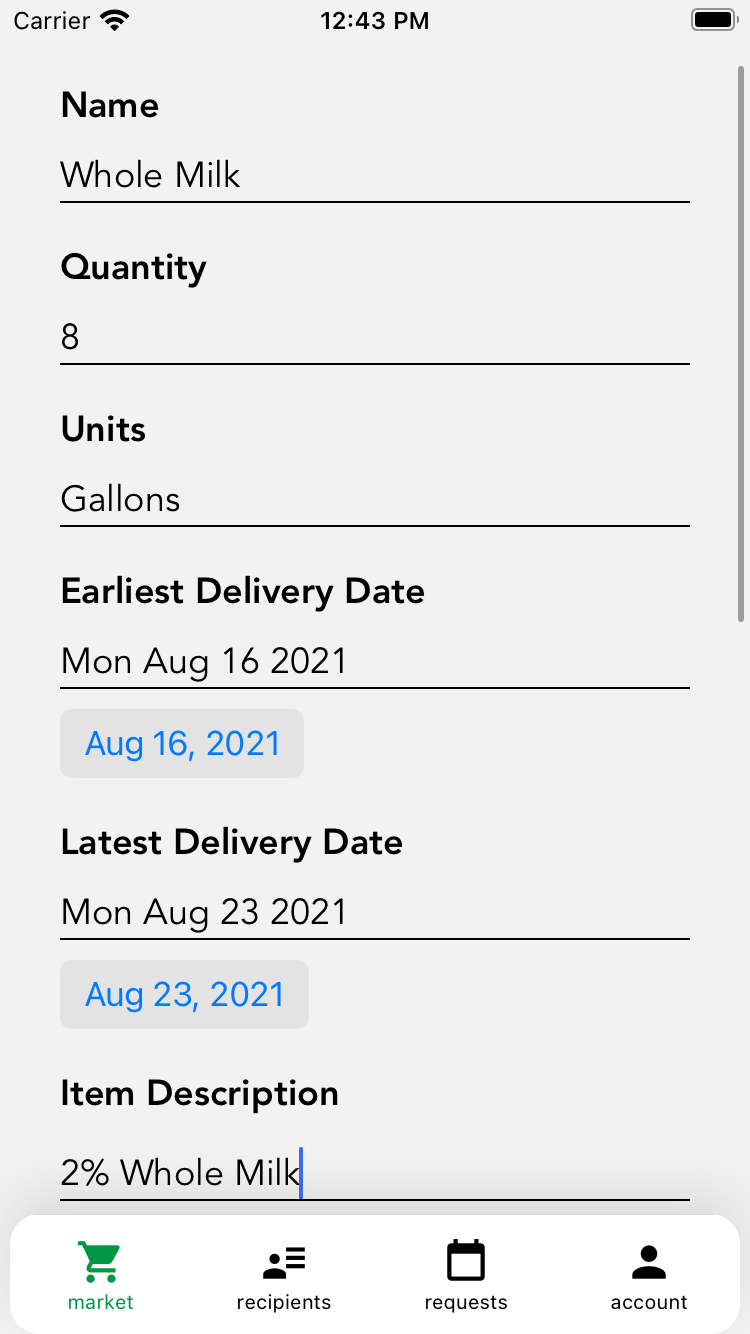 Carrier 12:43 PM
Name
Whole Milk
Quantity
8
Units
Gallons
Earliest Delivery Date
Mon Aug 16 2021
Aug 16, 2021
Latest Delivery Date
Mon Aug 23 2021
Aug 23, 2021
Item Description
2% Whole Milk
market recipients requests account